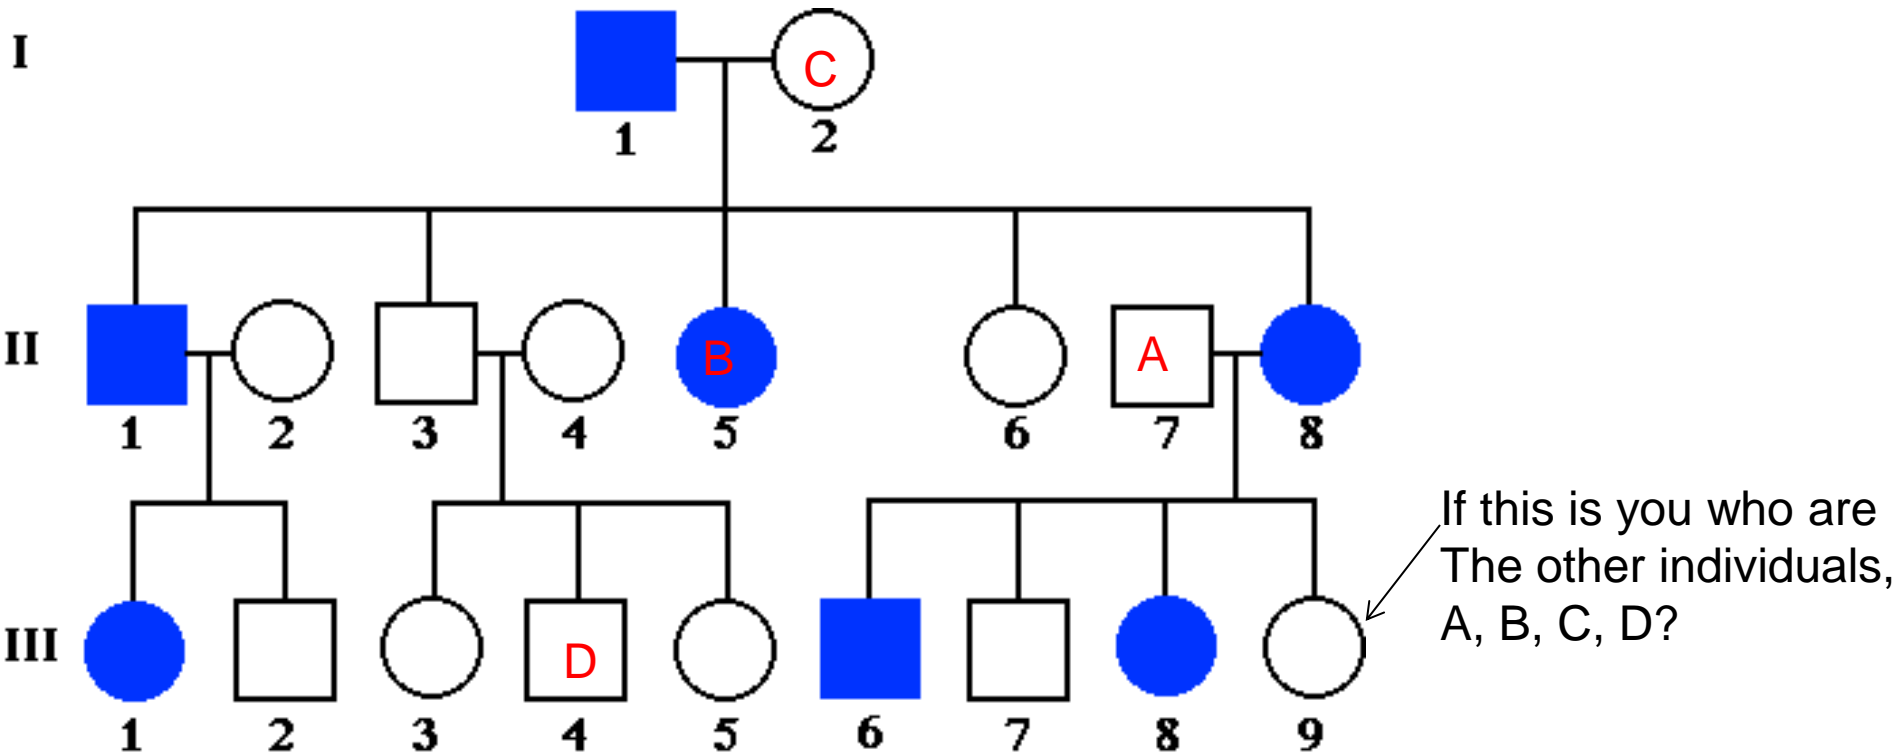 I
C
1 2
II
B A
1 2 3 4 5 6 7 8
If this is you who are
The other individuals,
A, B, C, D?
III
D
1 2 3 4 5 6 7 8 9